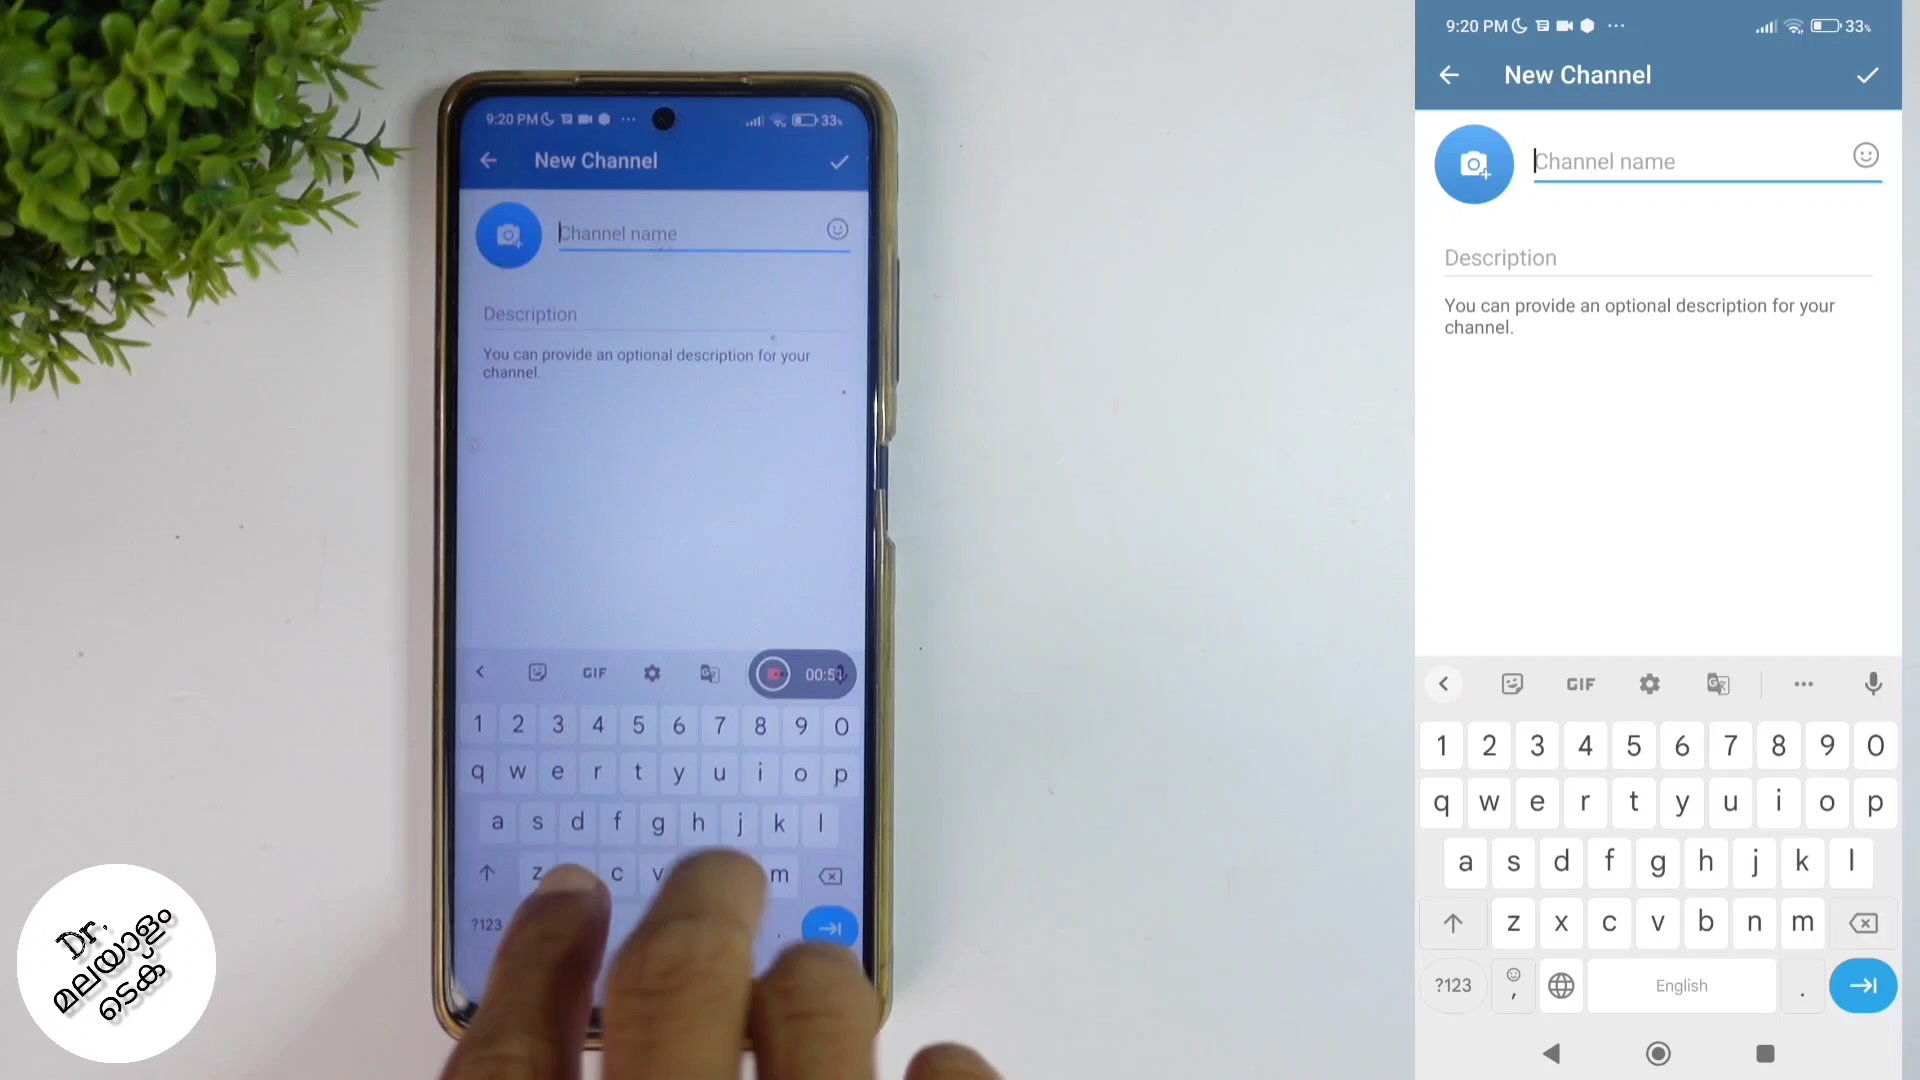 9:20 PM
33%
New Channel
Channel name
Description
You can provide an optional description for your
channel.
GIF
00:51
1 2 3 4 5 6 7 8 9 0
q w e r t y u i o p
a s d f g h j k l
z c v m
?123 .
Dr.
മലയാളം
ടെക്
9:20 PM
33%
New Channel
Channel name
Description
You can provide an optional description for your
channel.
GIF
1 2 3 4 5 6 7 8 9 0
q w e r t y u i o p
a s d f g h j k l
z x c v b n m
?123 , English .